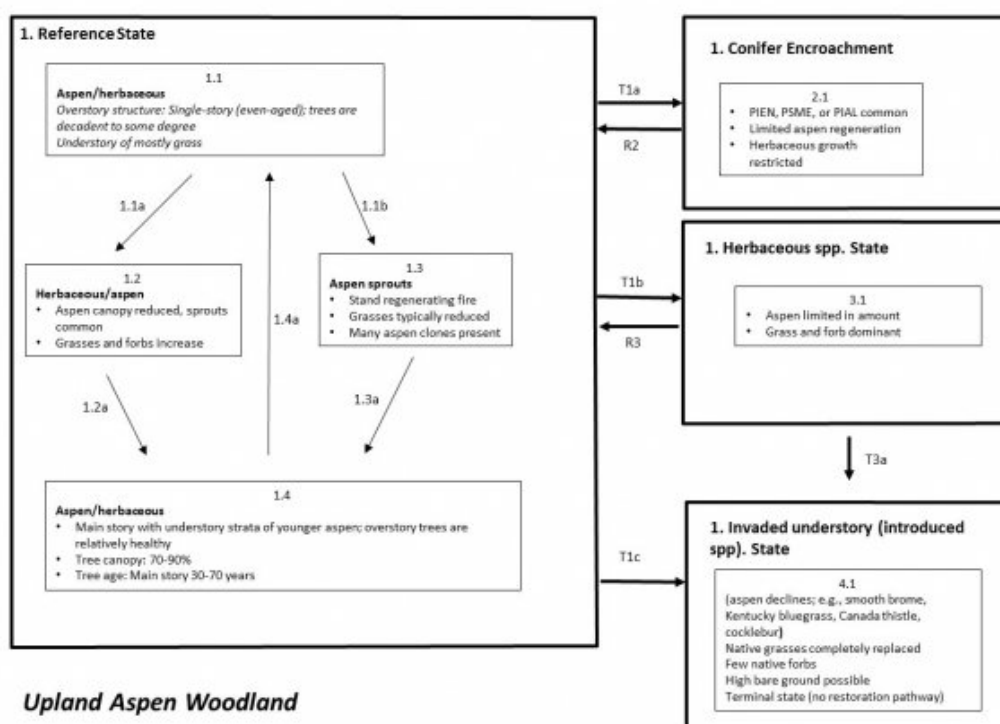 1. Reference State
1.1
Aspen/herbaceous
Overstory structure: Single-story (even-aged); trees are
decadent to some degree
Understory of mostly grass
1.1a
1.1b
1.2
Herbaceous/aspen
• Aspen canopy reduced, sprouts
common
• Grasses and forbs increase
1.4a
1.3
Aspen sprouts
• Stand regenerating fire
• Grasses typically reduced
• Many aspen clones present
1.2a
1.3a
1.4
Aspen/herbaceous
• Main story with understory strata of younger aspen; overstory trees are
relatively healthy
• Tree canopy: 70-90%
• Tree age: Main story 30-70 years
T1a
R2
1. Conifer Encroachment
2.1
• PIEN, PSME, or PIAL common
• Limited aspen regeneration
• Herbaceous growth
restricted
T1b
R3
1. Herbaceous spp. State
3.1
• Aspen limited in amount
• Grass and forb dominant
T3a
T1c
1. Invaded understory (introduced
spp). State
4.1
(aspen declines; e.g., smooth brome,
Kentucky bluegrass, Canada thistle,
cocklebur)
Native grasses completely replaced
Few native forbs
High bare ground possible
Terminal state (no restoration pathway)
Upland Aspen Woodland